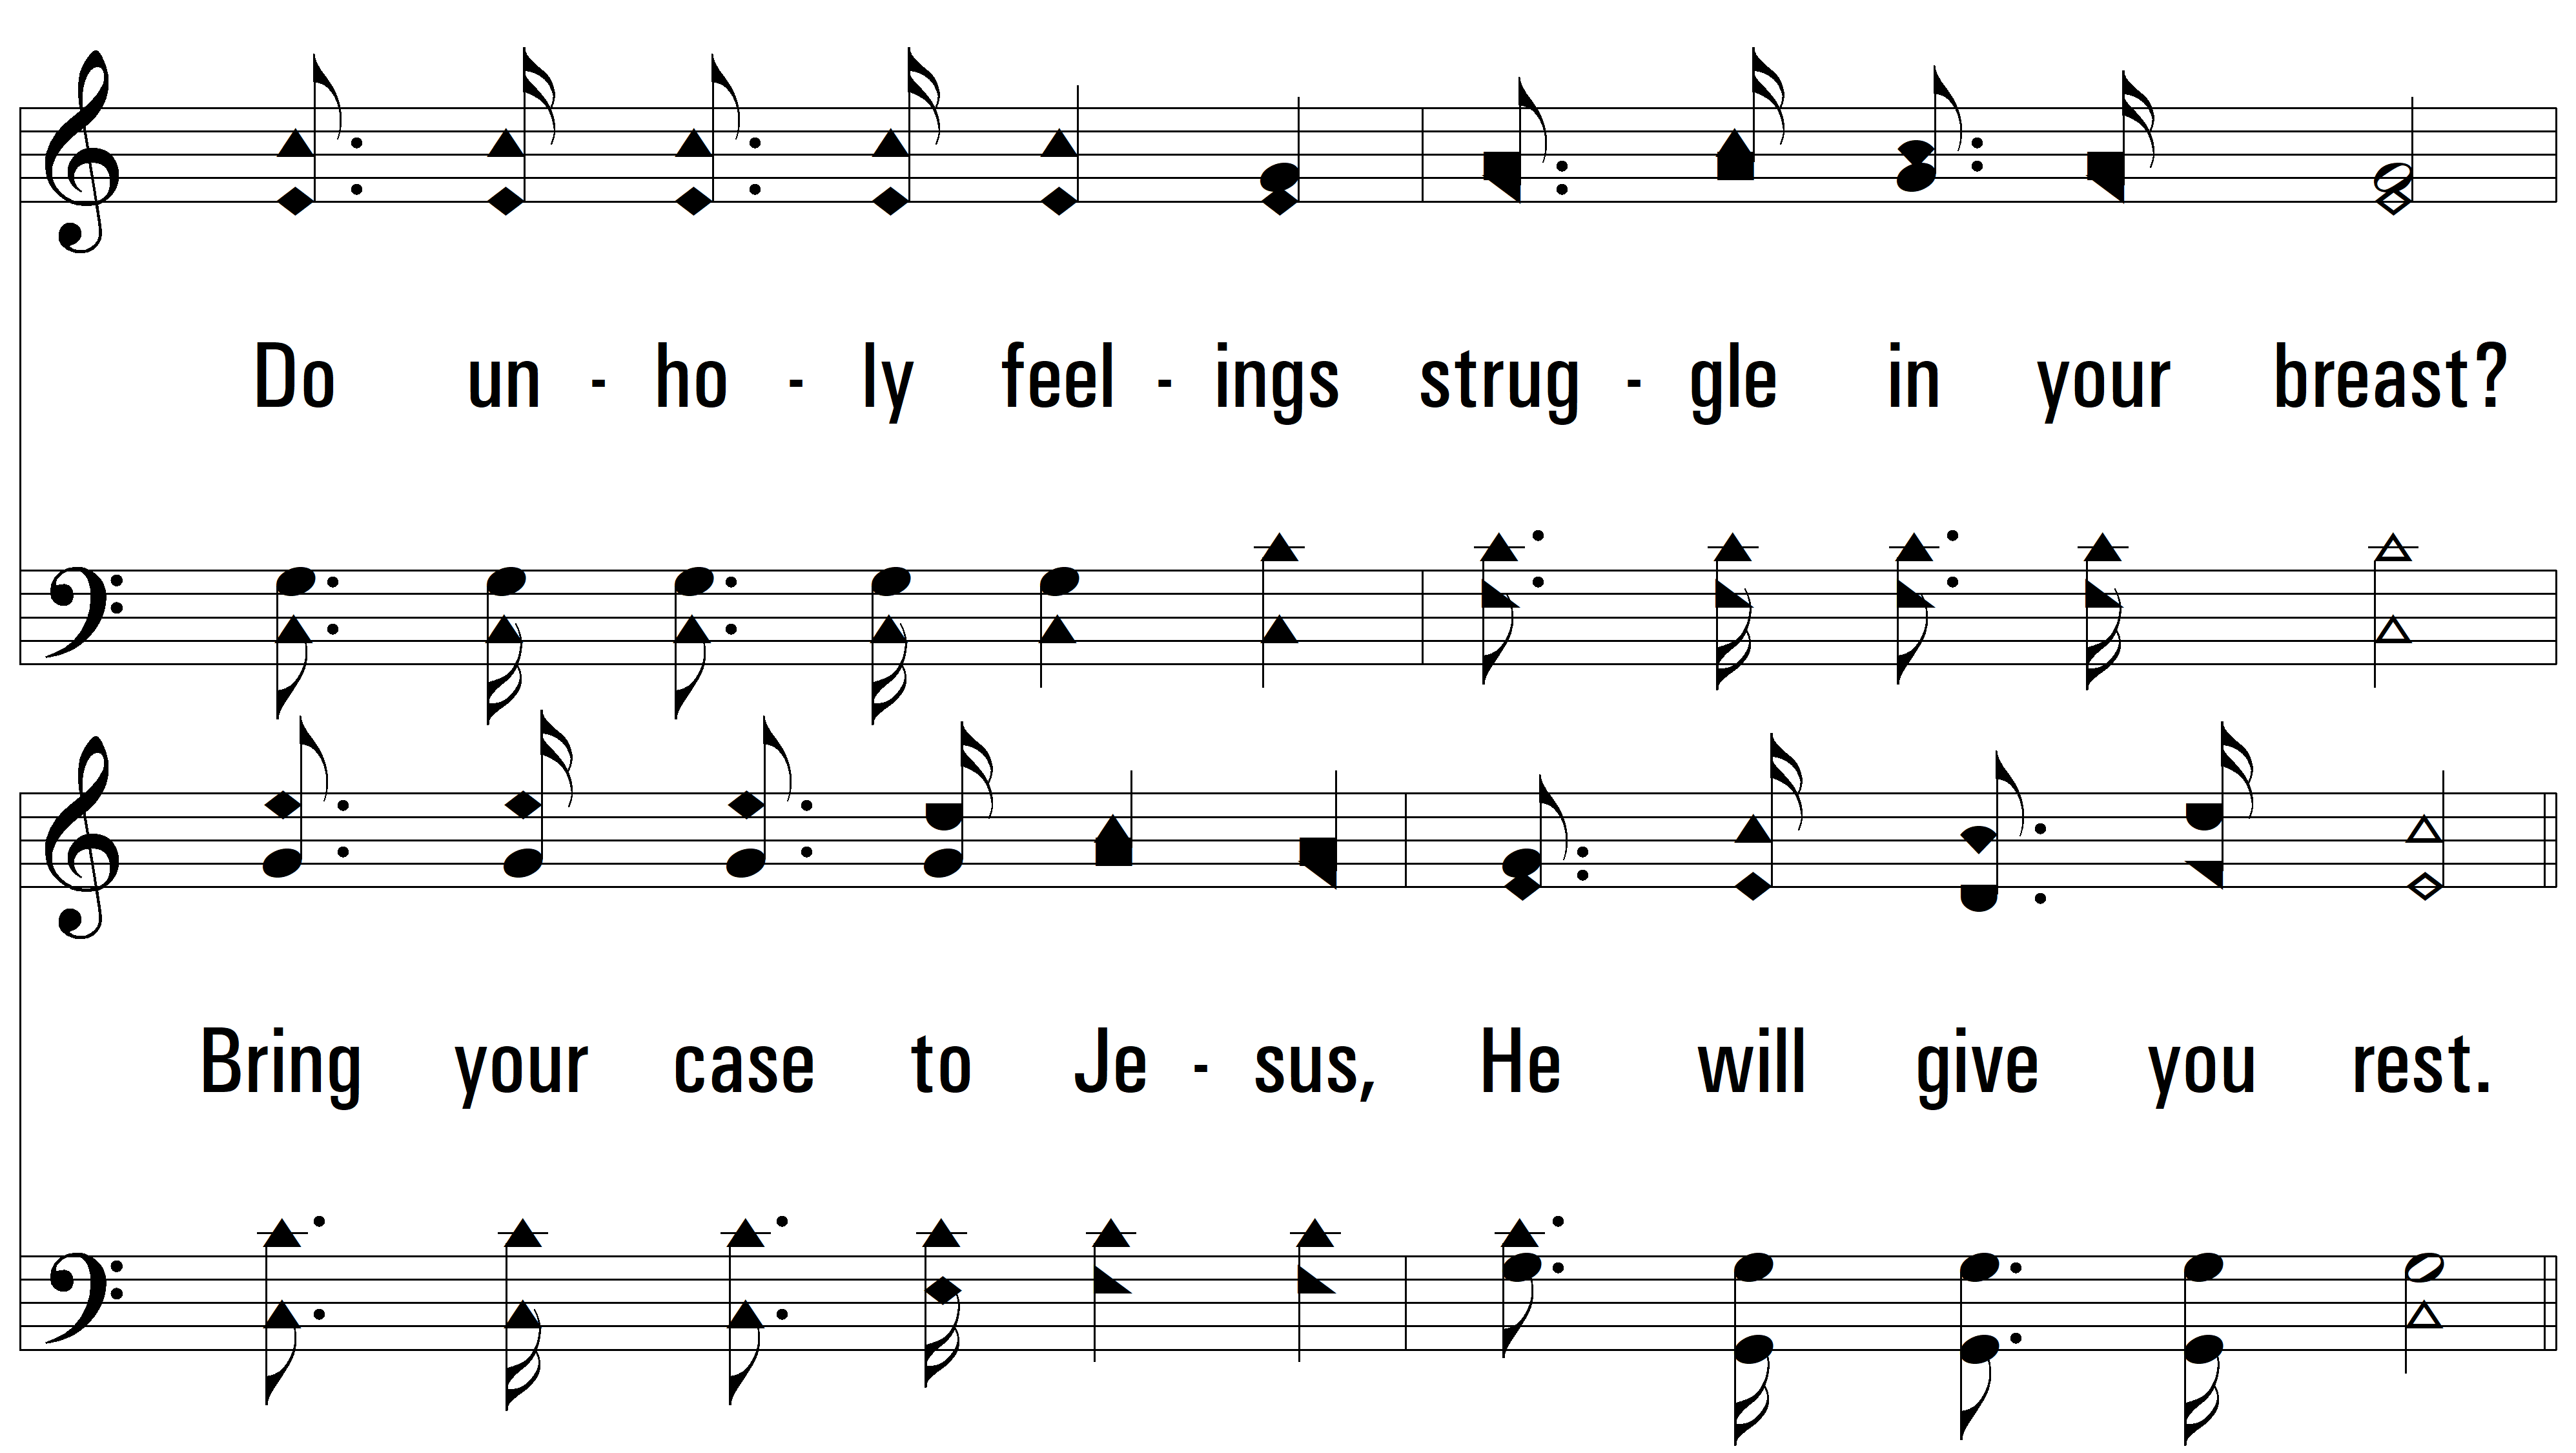 Do un - ho - ly feel - ings strug - gle in your breast?
Bring your case to Je - sus, He will give you rest.